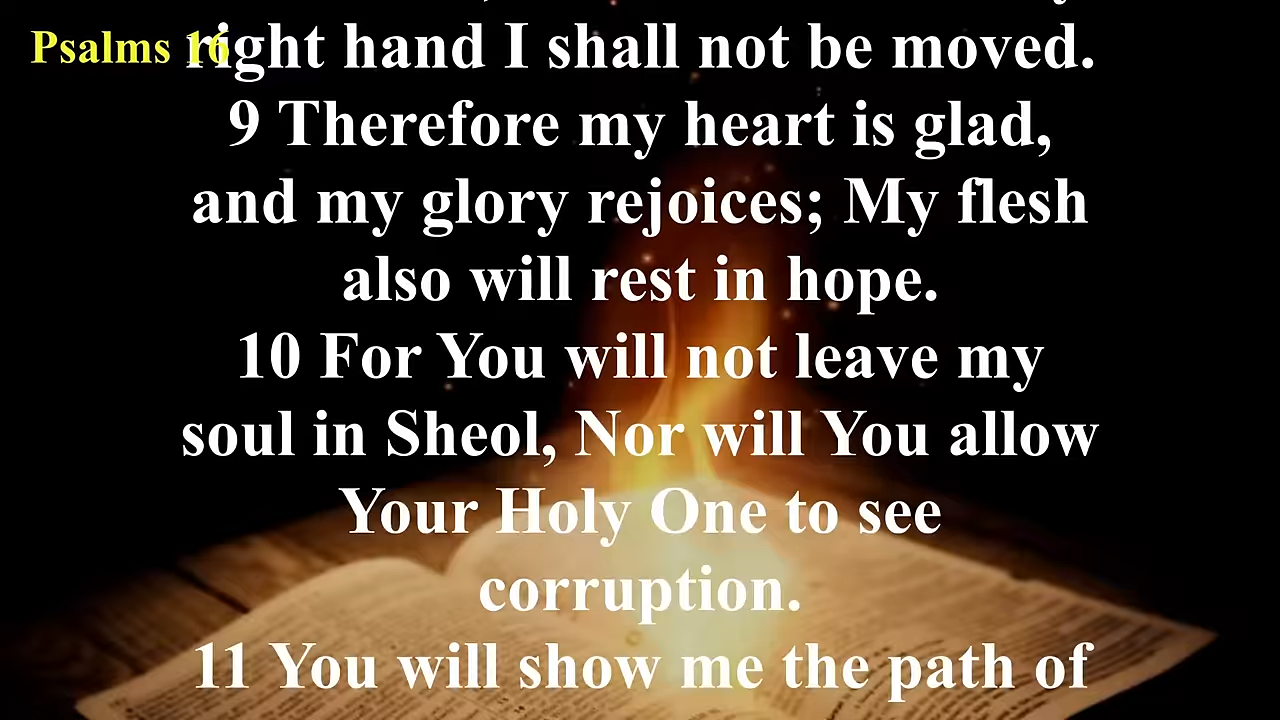 Psalms 16
right hand I shall not be moved.
9 Therefore my heart is glad,
and my glory rejoices; My flesh
also will rest in hope.
10 For You will not leave my
soul in Sheol, Nor will You allow
Your Holy One to see
corruption.
11 You will show me the path of